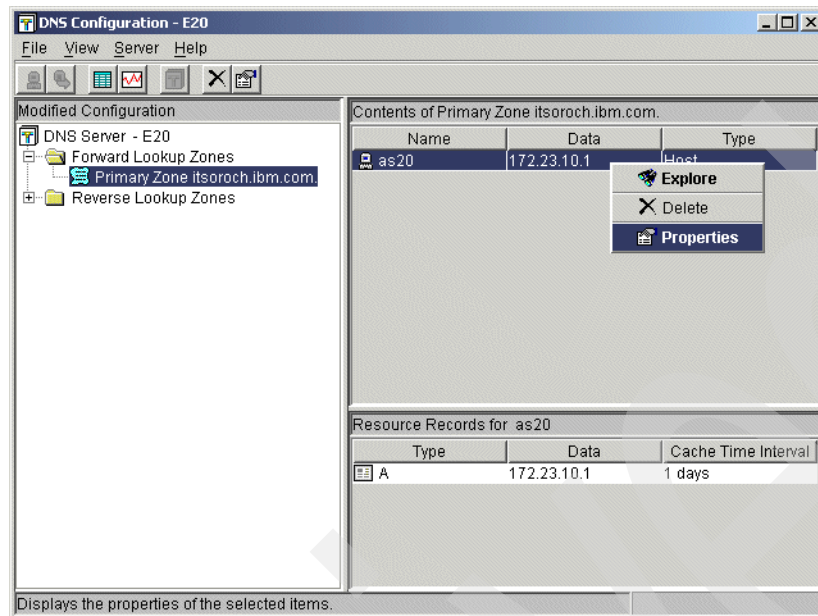 DNS Configuration - E20
File View Server Help
Modified Configuration
DNS Server - E20
Forward Lookup Zones
Primary Zone itsoroch.ibm.com.
Reverse Lookup Zones
Contents of Primary Zone itsoroch.ibm.com.
Name Data Type
as20 172.23.10.1 Host
Explore
Delete
Properties
Resource Records for as20
Type Data Cache Time Interval
A 172.23.10.1 1 days
Displays the properties of the selected items.